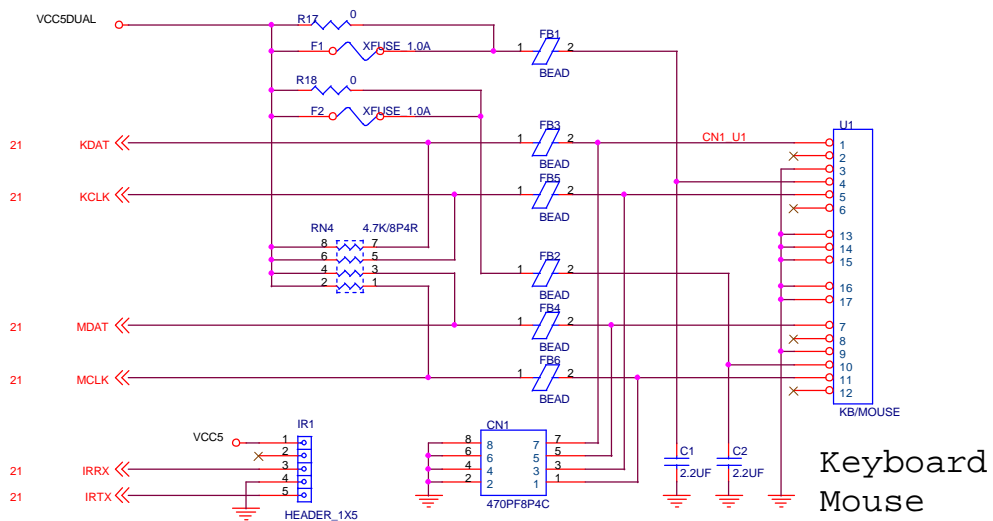 VCC5DUAL
R17 0
F1 XFUSE_1.0A
FB1
1 2
BEAD
R18 0
F2 XFUSE_1.0A
U1
21 KDAT
1 FB3 2
BEAD
CN1_U1
1
2
3
4
5
6
13
14
15
16
17
7
8
9
10
11
12
KB/MOUSE
21 KCLK
1 FB5 2
BEAD
RN4 4.7K/8P4R
8 7
6 5
4 3
2 1
FB2
1 2
BEAD
21 MDAT
1 FB4 2
BEAD
21 MCLK
1 FB6 2
BEAD
VCC5
IR1
1
2
3
4
5
HEADER_1X5
21 IRRX
21 IRTX
CN1
8 8 7 7
6 6 5 5
4 4 3 3
2 2 1 1
470PF8P4C
C1
2.2UF
C2
2.2UF
Keyboard
Mouse